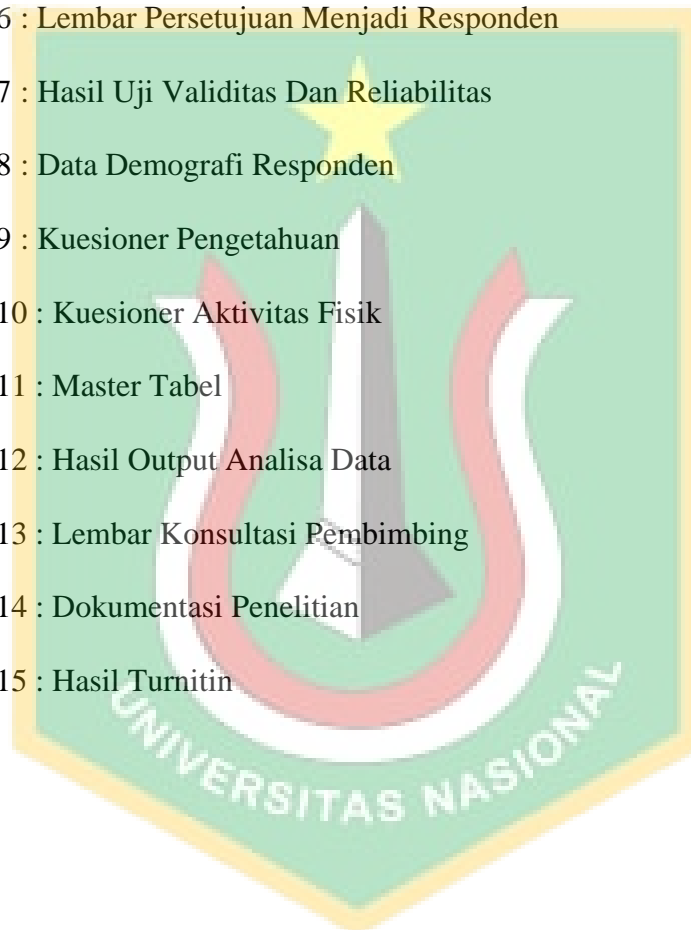 6 : Lembar Persetujuan Menjadi Responden
7 : Hasil Uji Validitas Dan Reliabilitas
8 : Data Demografi Responden
9 : Kuesioner Pengetahuan
10 : Kuesioner Aktivitas Fisik
11 : Master Tabel
12 : Hasil Output Analisa Data
13 : Lembar Konsultasi Pembimbing
14 : Dokumentasi Penelitian
15 : Hasil Turnitin
UNIVERSITAS NASIONAL